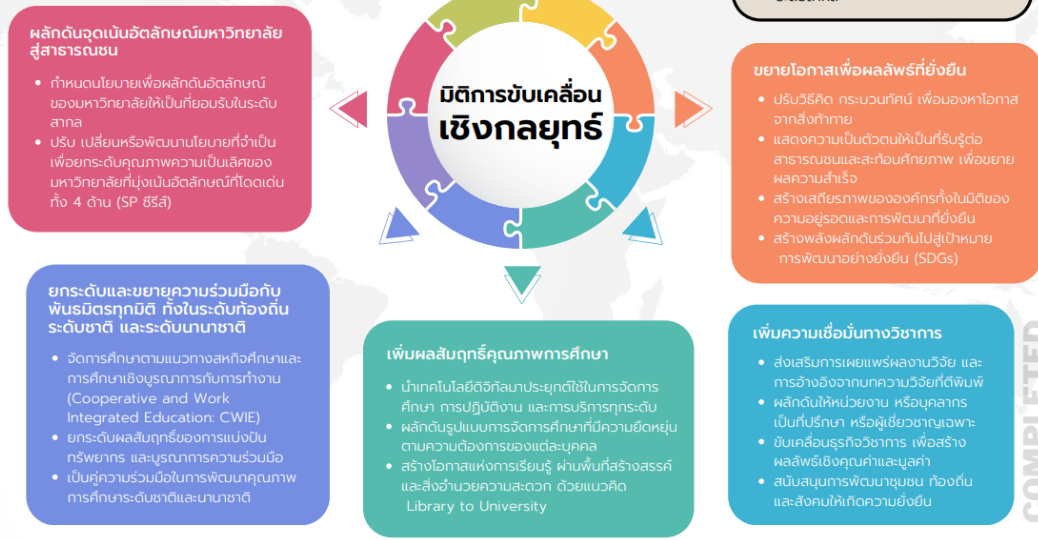 ผลักดันจุดเน้นอัตลักษณ์มหาวิทยาลัย
สู่สาธารณชน
• กำหนดนโยบายเพื่อผลักดันอัตลักษณ์
ของมหาวิทยาลัยให้เป็นที่ยอมรับในระดับ
สากล
• ปรับ เปลี่ยนหรือพัฒนานโยบายที่จำเป็น
เพื่อยกระดับคุณภาพความเป็นเลิศของ
มหาวิทยาลัยที่มุ่งเน้นอัตลักษณ์ที่โดดเด่น
ทั้ง 4 ด้าน (SP ซีรีส์)
มิติการขับเคลื่อน
เชิงกลยุทธ์
ขยายโอกาสเพื่อผลลัพธ์ที่ยั่งยืน
• ปรับวิธีคิด กระบวนทัศน์ เพื่อมองหาโอกาส
จากสิ่งท้าทาย
• แสดงความเป็นตัวตนให้เป็นที่รับรู้ต่อ
สาธารณชนและสะท้อนศักยภาพ เพื่อขยาย
ผลความสำเร็จ
• สร้างเสถียรภาพขององค์กรทั้งในมิติของ
ความอยู่รอดและการพัฒนาที่ยั่งยืน
• สร้างพลังผลักดันร่วมกันไปสู่เป้าหมาย
การพัฒนาอย่างยั่งยืน (SDGs)
ยกระดับและขยายความร่วมมือกับ
พันธมิตรทุกมิติ ทั้งในระดับท้องถิ่น
ระดับชาติ และระดับนานาชาติ
• จัดการศึกษาตามแนวทางสหกิจศึกษาและ
การศึกษาเชิงบูรณาการกับการทำงาน
(Cooperative and Work
Integrated Education: CWIE)
• ยกระดับผลสัมฤทธิ์ของการแบ่งปัน
ทรัพยากร และบูรณาการความร่วมมือ
• เป็นคู่ความร่วมมือในการพัฒนาคุณภาพ
การศึกษาระดับชาติและนานาชาติ
เพิ่มผลสัมฤทธิ์คุณภาพการศึกษา
• นำเทคโนโลยีดิจิทัลมาประยุกต์ใช้ในการจัดการ
ศึกษา การปฏิบัติงาน และการบริการทุกระดับ
• ผลักดันรูปแบบการจัดการศึกษาที่มีความยืดหยุ่น
ตามความต้องการของแต่ละบุคคล
• สร้างโอกาสแห่งการเรียนรู้ ผ่านพื้นที่สร้างสรรค์
และสิ่งอำนวยความสะดวก ด้วยแนวคิด
Library to University
เพิ่มความเชื่อมั่นทางวิชาการ
• ส่งเสริมการเผยแพร่ผลงานวิจัย และ
การอ้างอิงจากบทความวิจัยที่ตีพิมพ์
• ผลักดันให้หน่วยงาน หรือบุคลากร
เป็นที่ปรึกษา หรือผู้เชี่ยวชาญเฉพาะ
• ขับเคลื่อนธุรกิจวิชาการ เพื่อสร้าง
ผลลัพธ์เชิงคุณค่าและมูลค่า
• สนับสนุนการพัฒนาชุมชน ท้องถิ่น
และสังคมให้เกิดความยั่งยืน
COMPLETED